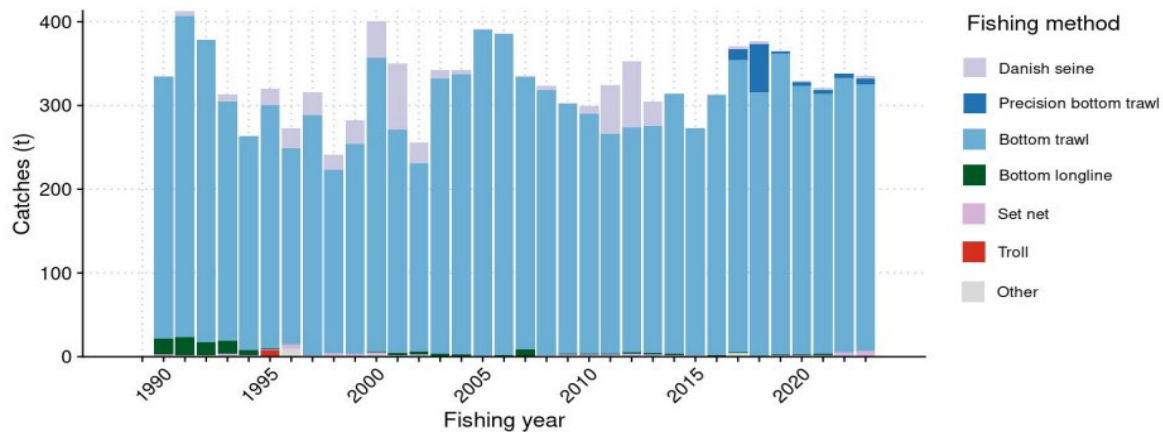 400
300
200
100
0
Catches (t)
1990
1995
2000
2005
2010
2015
2020
Fishing year
Fishing method
Danish seine
Precision bottom trawl
Bottom trawl
Bottom longline
Set net
Troll
Other